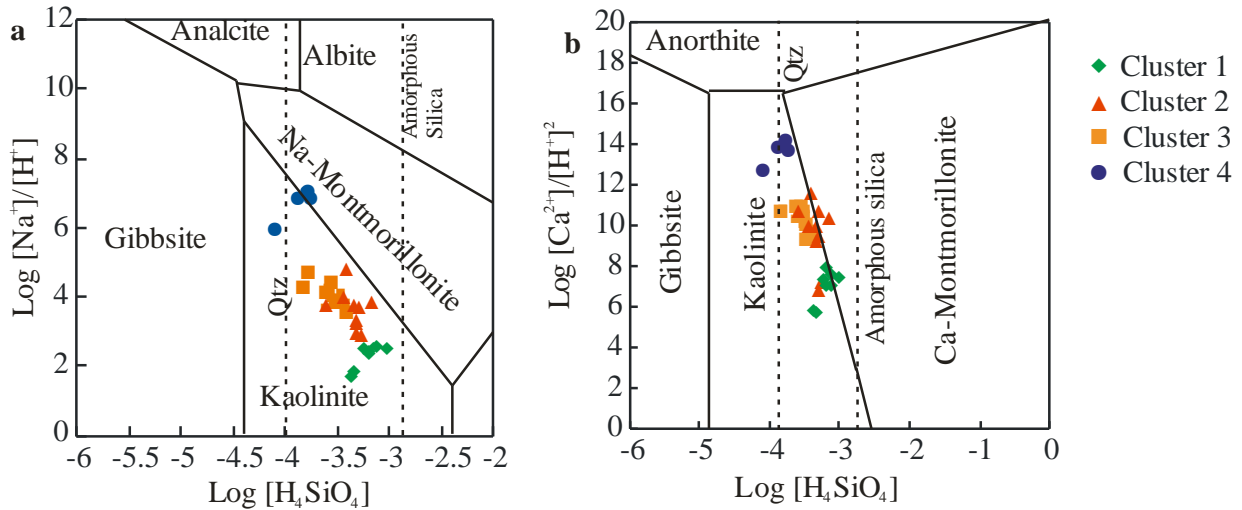 a
12
10
8
6
4
2
0
Log [Na⁺]/[H⁺]
Analcite
Albite
Amorphous
Silica
Na-Montmorillonite
Gibbsite
Qtz
Kaolinite
-6 -5.5 -5 -4.5 -4 -3.5 -3 -2.5 -2
Log [H₄SiO₄]
b
20
18
16
14
12
10
8
6
4
2
0
Log [Ca²⁺]/[H⁺]²
Anorthite
Qtz
Gibbsite
Kaolinite
Amorphous silica
Ca-Montmorillonite
-6 -5 -4 -3 -2 -1 0
Log [H₄SiO₄]
Cluster 1
Cluster 2
Cluster 3
Cluster 4